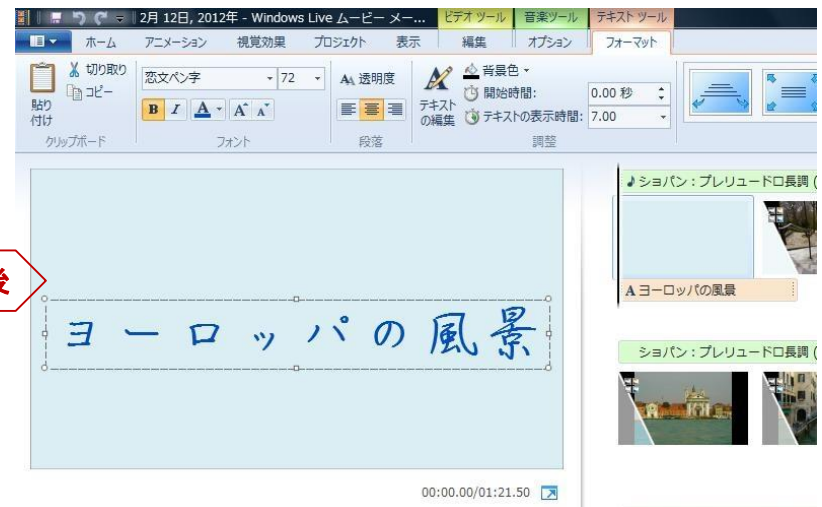 2月 12日, 2012年 - Windows Live ムービー メー...
ビデオ ツール
音楽ツール
テキスト ツール
ホーム アニメーション 視覚効果 プロジェクト 表示 編集 オプション フォーマット
貼り付け
切り取り
コピー
クリップボード
恋文ペン字 72
B I A A A
フォント
透明度
段落
テキストの編集
背景色
開始時間: 0.00 秒
テキストの表示時間: 7.00
調整
後
ヨーロッパの風景
00:00.00/01:21.50
ショパン : プレリュードロ長調 (
A ヨーロッパの風景
ショパン : プレリュードロ長調 (